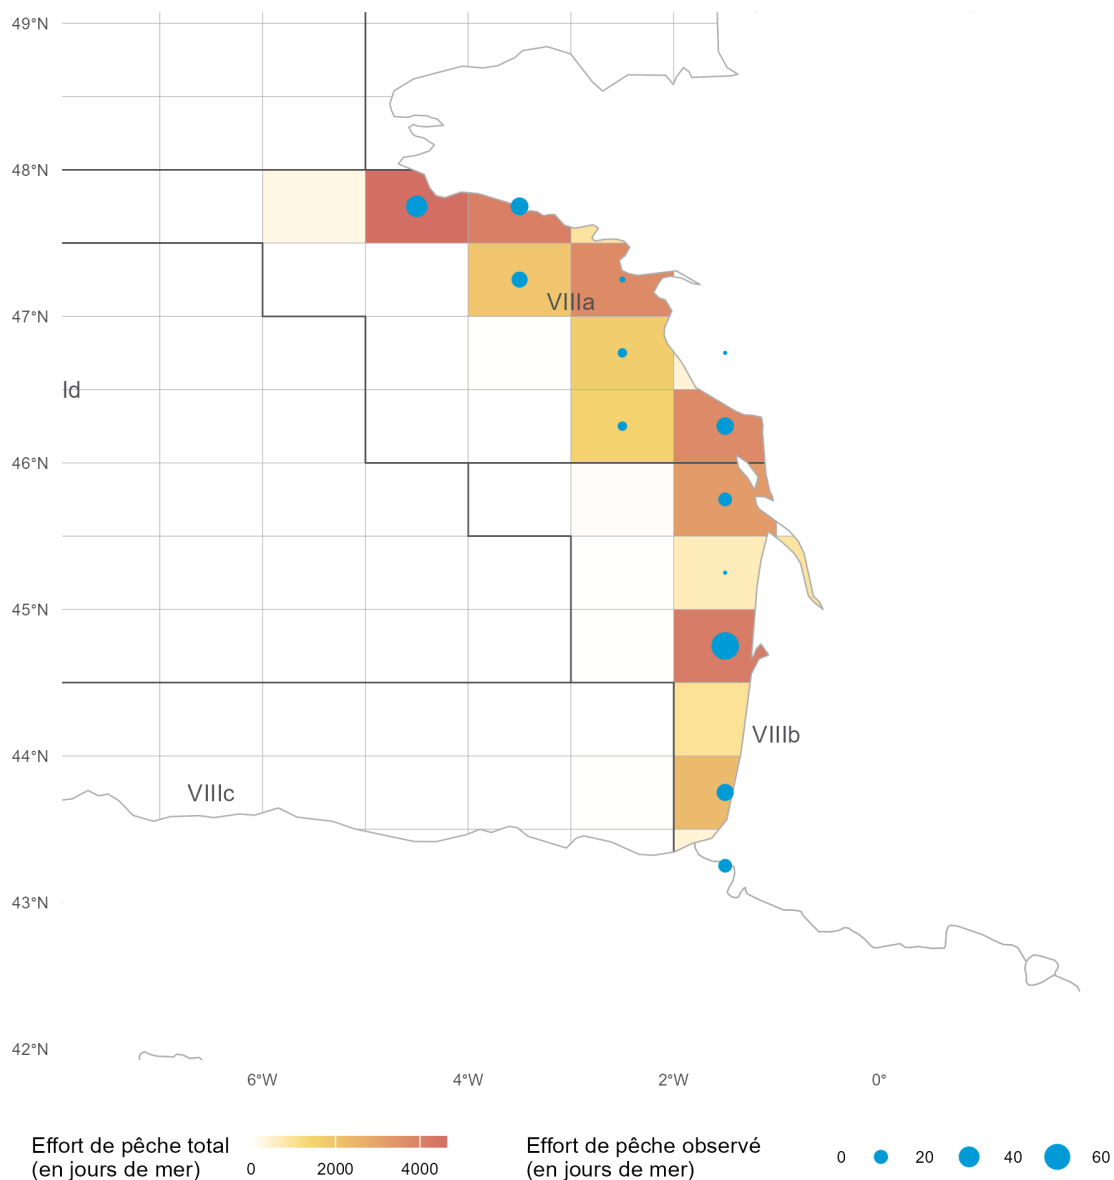 49°N
48°N
VIIIa
47°N
Id
46°N
45°N
VIIIb
44°N
VIIIc
43°N
42°N
6°W 4°W 2°W 0°
Effort de pêche total
(en jours de mer)
0 2000 4000
Effort de pêche observé
(en jours de mer)
0 20 40 60